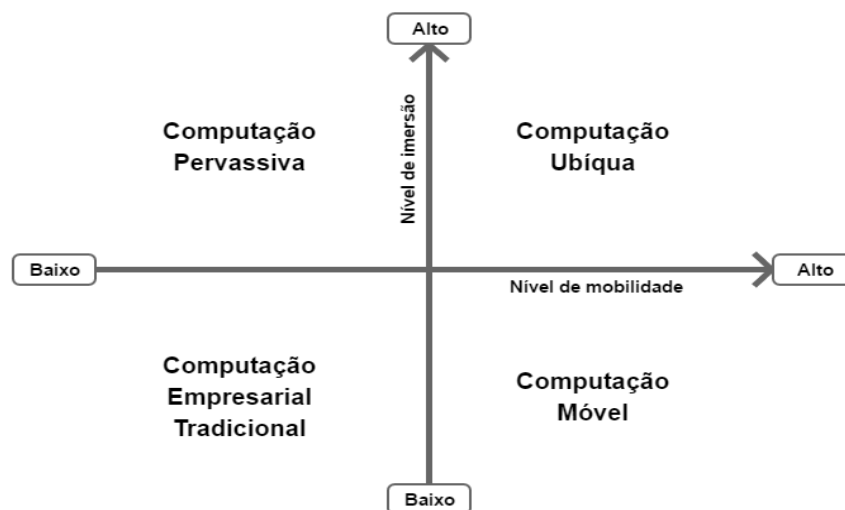 Alto
Nível de imersão
Computação
Pervassiva
Computação
Ubíqua
Baixo
Alto
Nível de mobilidade
Computação
Empresarial
Tradicional
Computação
Móvel
Baixo